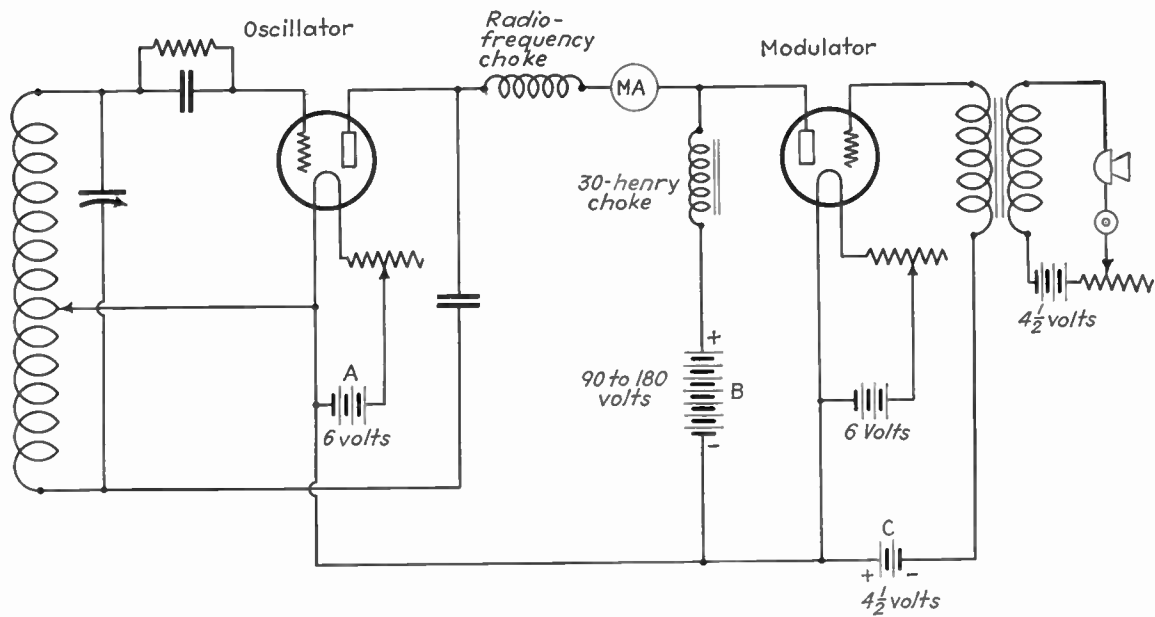 Oscillator
Radio-
frequency
choke
MA
Modulator
30-henry
choke
A
6 volts
+
90 to 180
volts
B
-
6 Volts
4½ volts
C
+ -
4½ volts